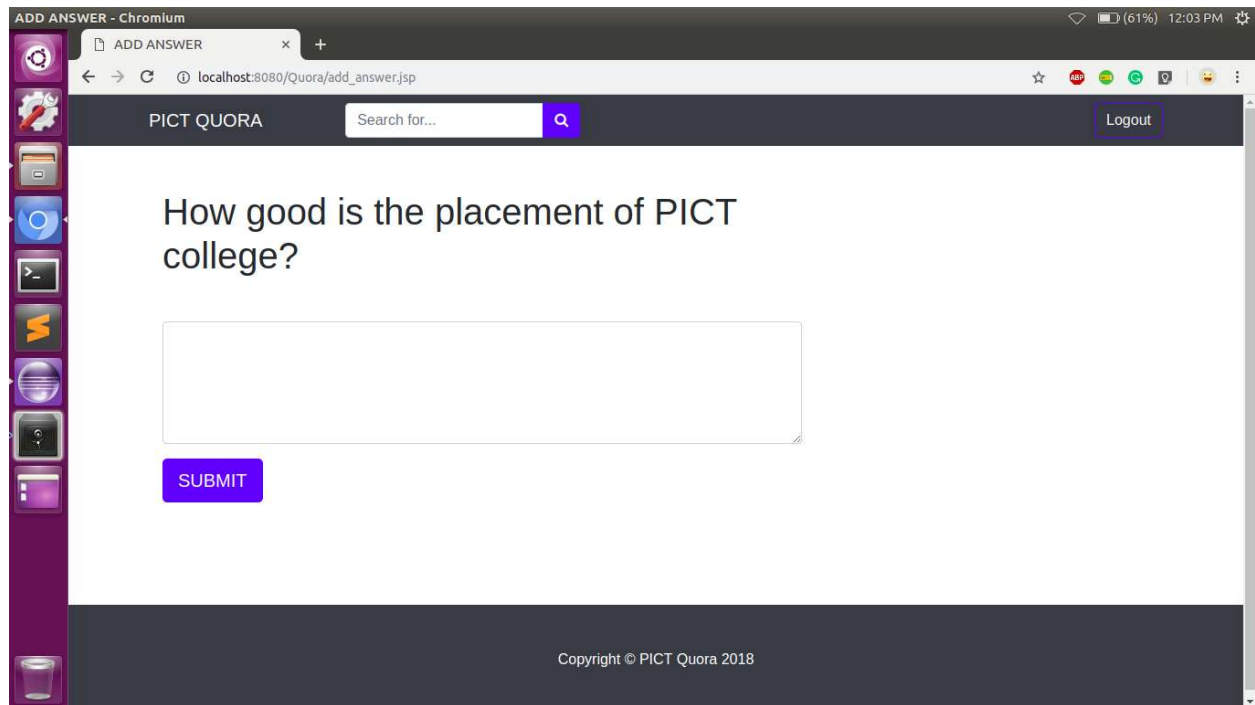 ADD ANSWER - Chromium
(61%) 12:03 PM
ADD ANSWER × +
localhost:8080/Quora/add_answer.jsp
ABP
PICT QUORA Search for... Logout
How good is the placement of PICT
college?
SUBMIT
Copyright © PICT Quora 2018